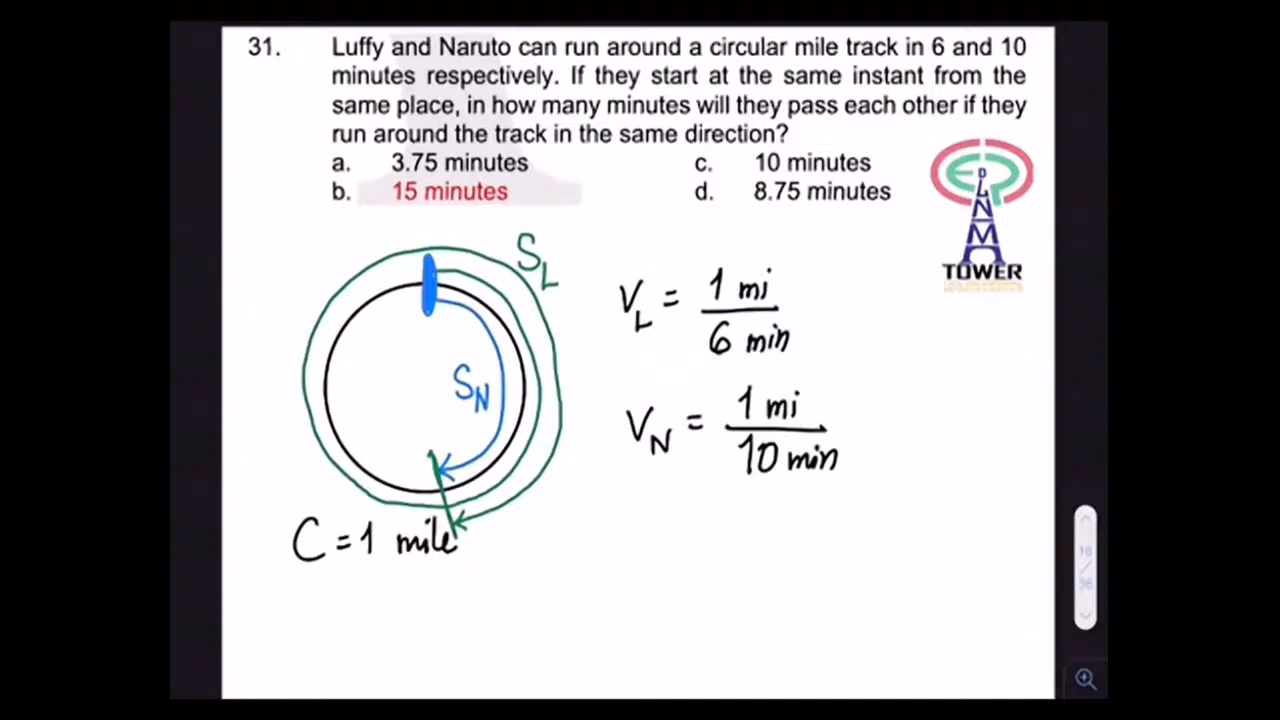 31. Luffy and Naruto can run around a circular mile track in 6 and 10
minutes respectively. If they start at the same instant from the
same place, in how many minutes will they pass each other if they
run around the track in the same direction?
a. 3.75 minutes c. 10 minutes
b. 15 minutes d. 8.75 minutes
EDP
L
N
M
TOWER
S_L
V_L = 1 mi / 6 min
S_N
V_N = 1 mi / 10 min
C = 1 mile